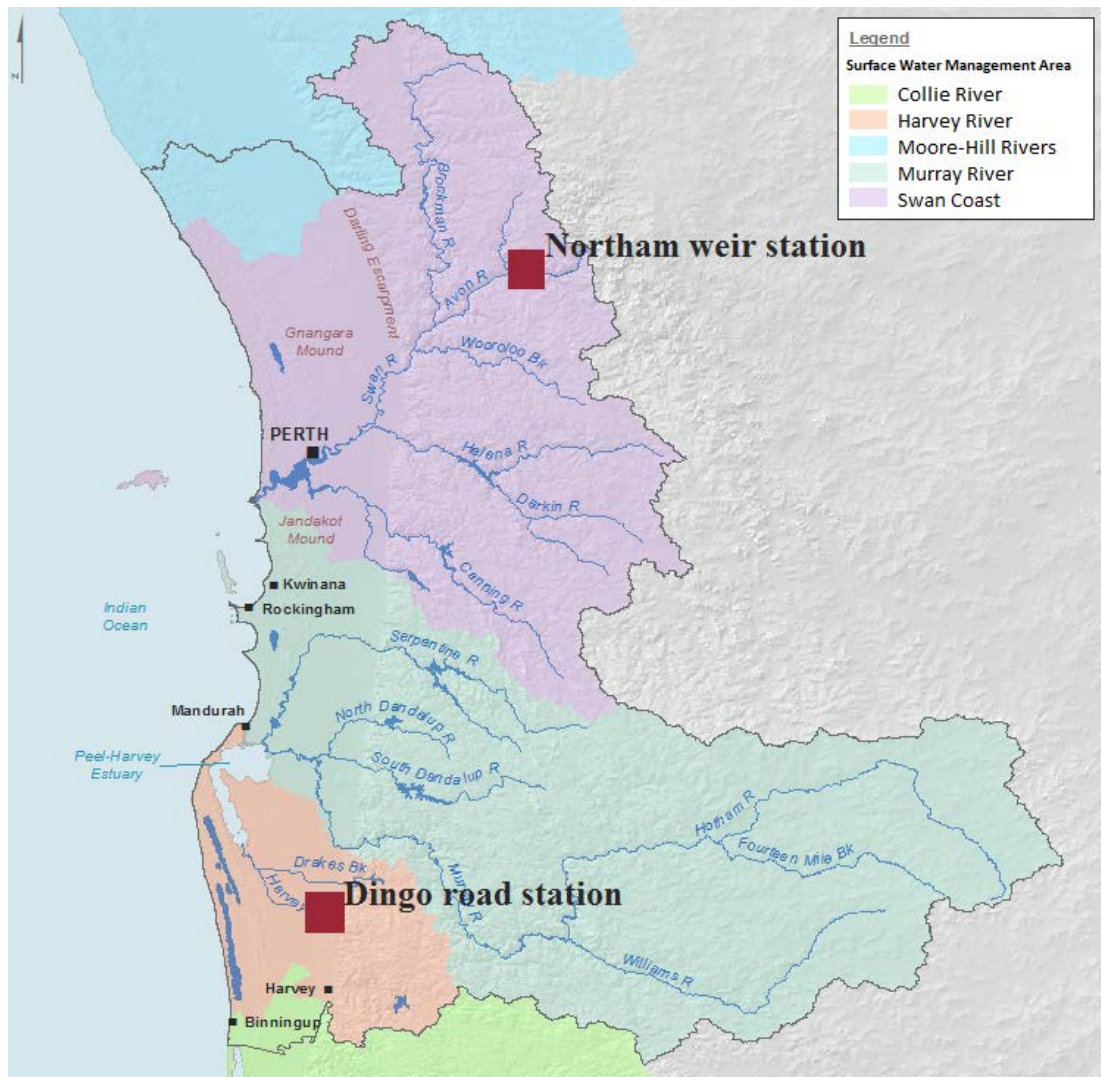 N
Legend
Surface Water Management Area
Collie River
Harvey River
Moore-Hill Rivers
Murray River
Swan Coast
Brockman R
Darling Escarpment
Northam weir station
Avon R
Gnangara
Mound
Wooroloo Bk
Swan R
PERTH
Helena R
Darkin R
Jandakot
Mound
Canning R
Kwinana
Rockingham
Indian
Ocean
Serpentine R
Mandurah
North Dandalup R
Peel-Harvey
Estuary
South Dandalup R
Hotham R
Fourteen Mile Bk
Drakes Bk
Murray R
Harvey
Dingo road station
Williams R
Harvey
Binningup